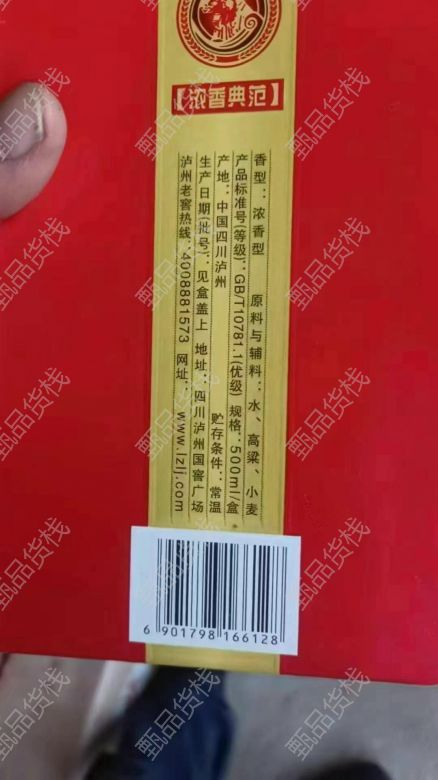 【浓香典范】
香型：浓香型 原料与辅料：水、高粱、小麦
产品标准号(等级)：GB/T10781.1(优级) 规格：500ml/盒
产地：中国四川泸州 贮存条件：常温
生产日期(批号)：见盒盖上 地址：四川泸州国窖广场
泸州老窖热线：4008881573 网址：www.lzlj.com
6 901798 166128
甄品货栈